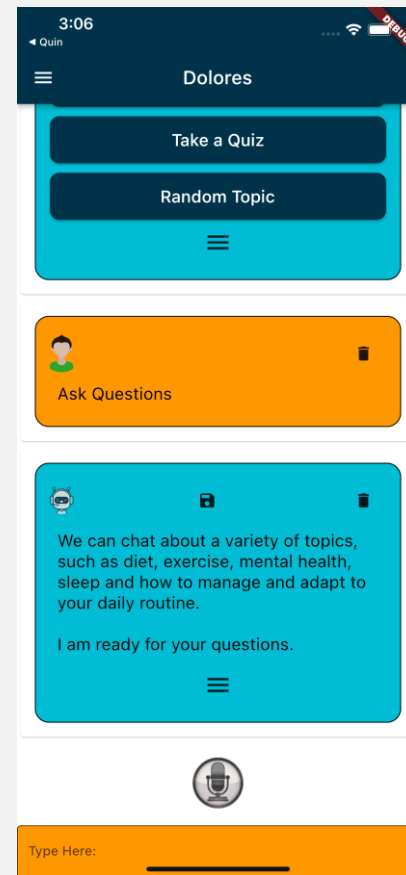 3:06
◀ Quin
DEBUG
Dolores
Take a Quiz
Random Topic
Ask Questions
We can chat about a variety of topics,
such as diet, exercise, mental health,
sleep and how to manage and adapt to
your daily routine.
I am ready for your questions.
Type Here: